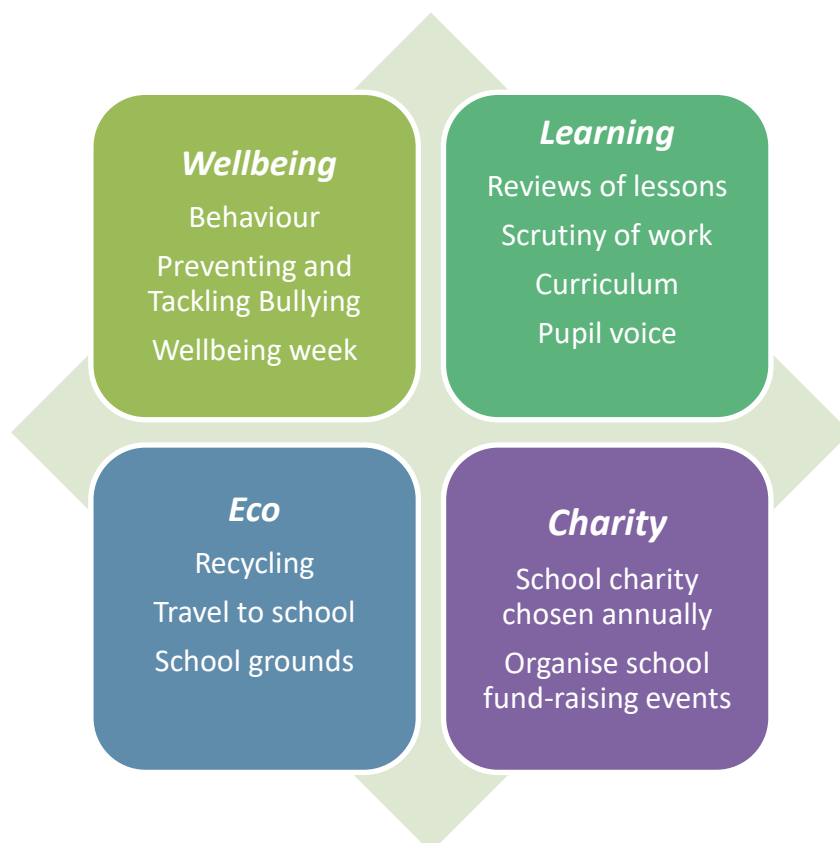 Wellbeing
Behaviour
Preventing and
Tackling Bullying
Wellbeing week
Learning
Reviews of lessons
Scrutiny of work
Curriculum
Pupil voice
Eco
Recycling
Travel to school
School grounds
Charity
School charity
chosen annually
Organise school
fund-raising events